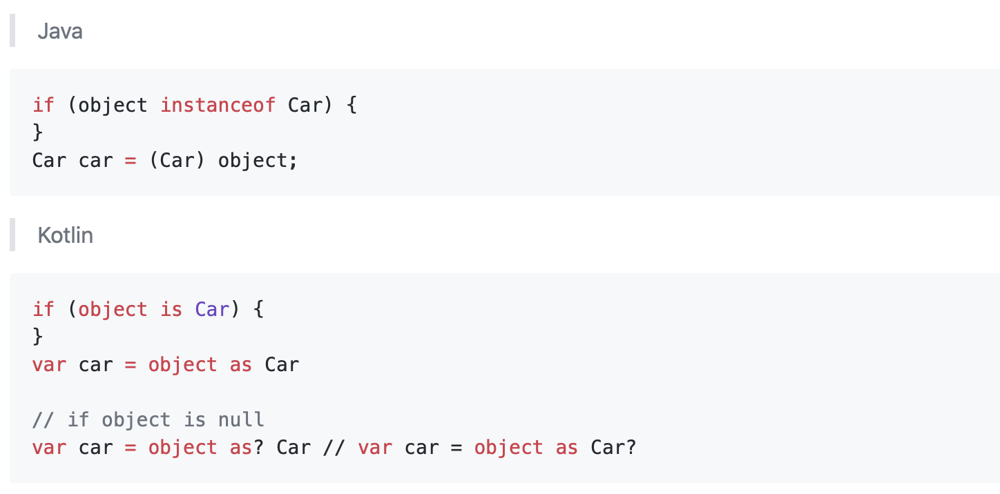 Java
if (object instanceof Car) {
}
Car car = (Car) object;
Kotlin
if (object is Car) {
}
var car = object as Car
// if object is null
var car = object as? Car // var car = object as Car?